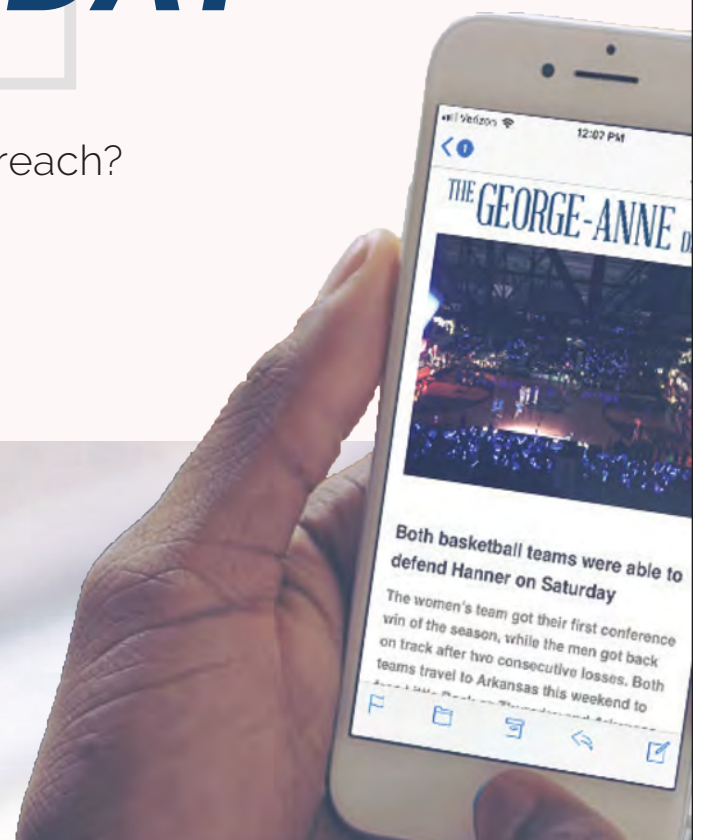 DAY
reach?
Verizon
12:07 PM
1
THE GEORGE-ANNE D
Both basketball teams were able to
defend Hanner on Saturday
The women's team got their first conference
win of the season, while the men got back
on track after two consecutive losses. Both
teams travel to Arkansas this weekend to